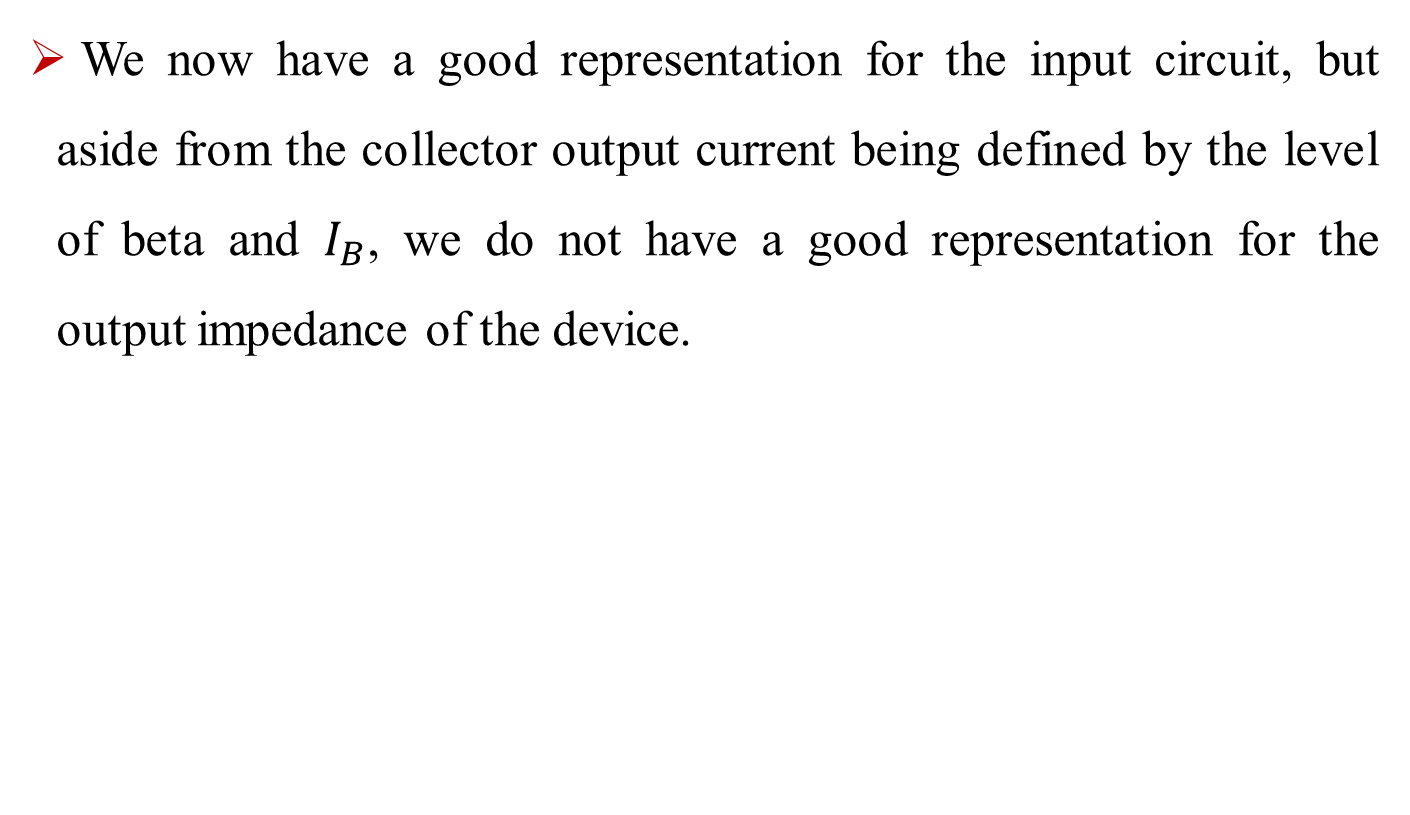 ➢ We now have a good representation for the input circuit, but
aside from the collector output current being defined by the level
of beta and I_B, we do not have a good representation for the
output impedance of the device.